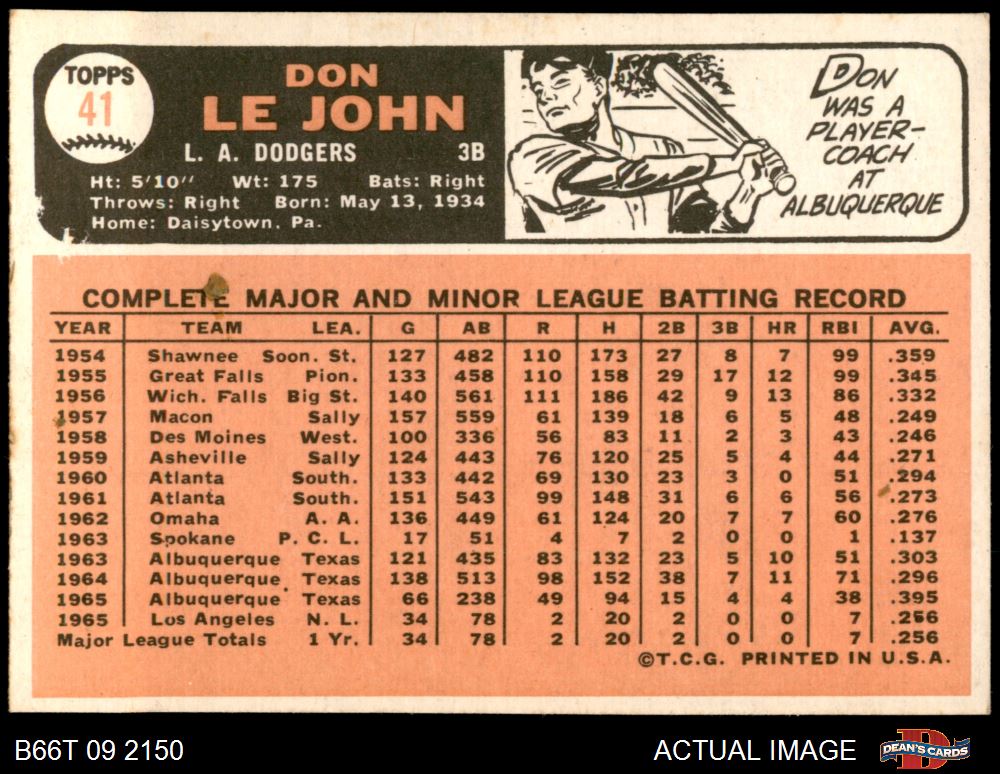 TOPPS
41
DON
LE JOHN
L. A. DODGERS 3B
Ht: 5'10" Wt: 175 Bats: Right
Throws: Right Born: May 13, 1934
Home: Daisytown, Pa.
DON
WAS A
PLAYER-
COACH
AT
ALBUQUERQUE
COMPLETE MAJOR AND MINOR LEAGUE BATTING RECORD
YEAR TEAM LEA. G AB R H 2B 3B HR RBI AVG.
1954 Shawnee Soon. St. 127 482 110 173 27 8 7 99 .359
1955 Great Falls Pion. 133 458 110 158 29 17 12 99 .345
1956 Wich. Falls Big St. 140 561 111 186 42 9 13 86 .332
1957 Macon Sally 157 559 61 139 18 6 5 48 .249
1958 Des Moines West. 100 336 56 83 11 2 3 43 .246
1959 Asheville Sally 124 443 76 120 25 5 4 44 .271
1960 Atlanta South. 133 442 69 130 23 3 0 51 .294
1961 Atlanta South. 151 543 99 148 31 6 6 56 .273
1962 Omaha A. A. 136 449 61 124 20 7 7 60 .276
1963 Spokane P. C. L. 17 51 4 7 2 0 0 1 .137
1963 Albuquerque Texas 121 435 83 132 23 5 10 51 .303
1964 Albuquerque Texas 138 513 98 152 38 7 11 71 .296
1965 Albuquerque Texas 66 238 49 94 15 4 4 38 .395
1965 Los Angeles N. L. 34 78 2 20 2 0 0 7 .256
Major League Totals 1 Yr. 34 78 2 20 2 0 0 7 .256
©T.C.G. PRINTED IN U.S.A.
B66T 09 2150 ACTUAL IMAGE
DEAN'S CARDS